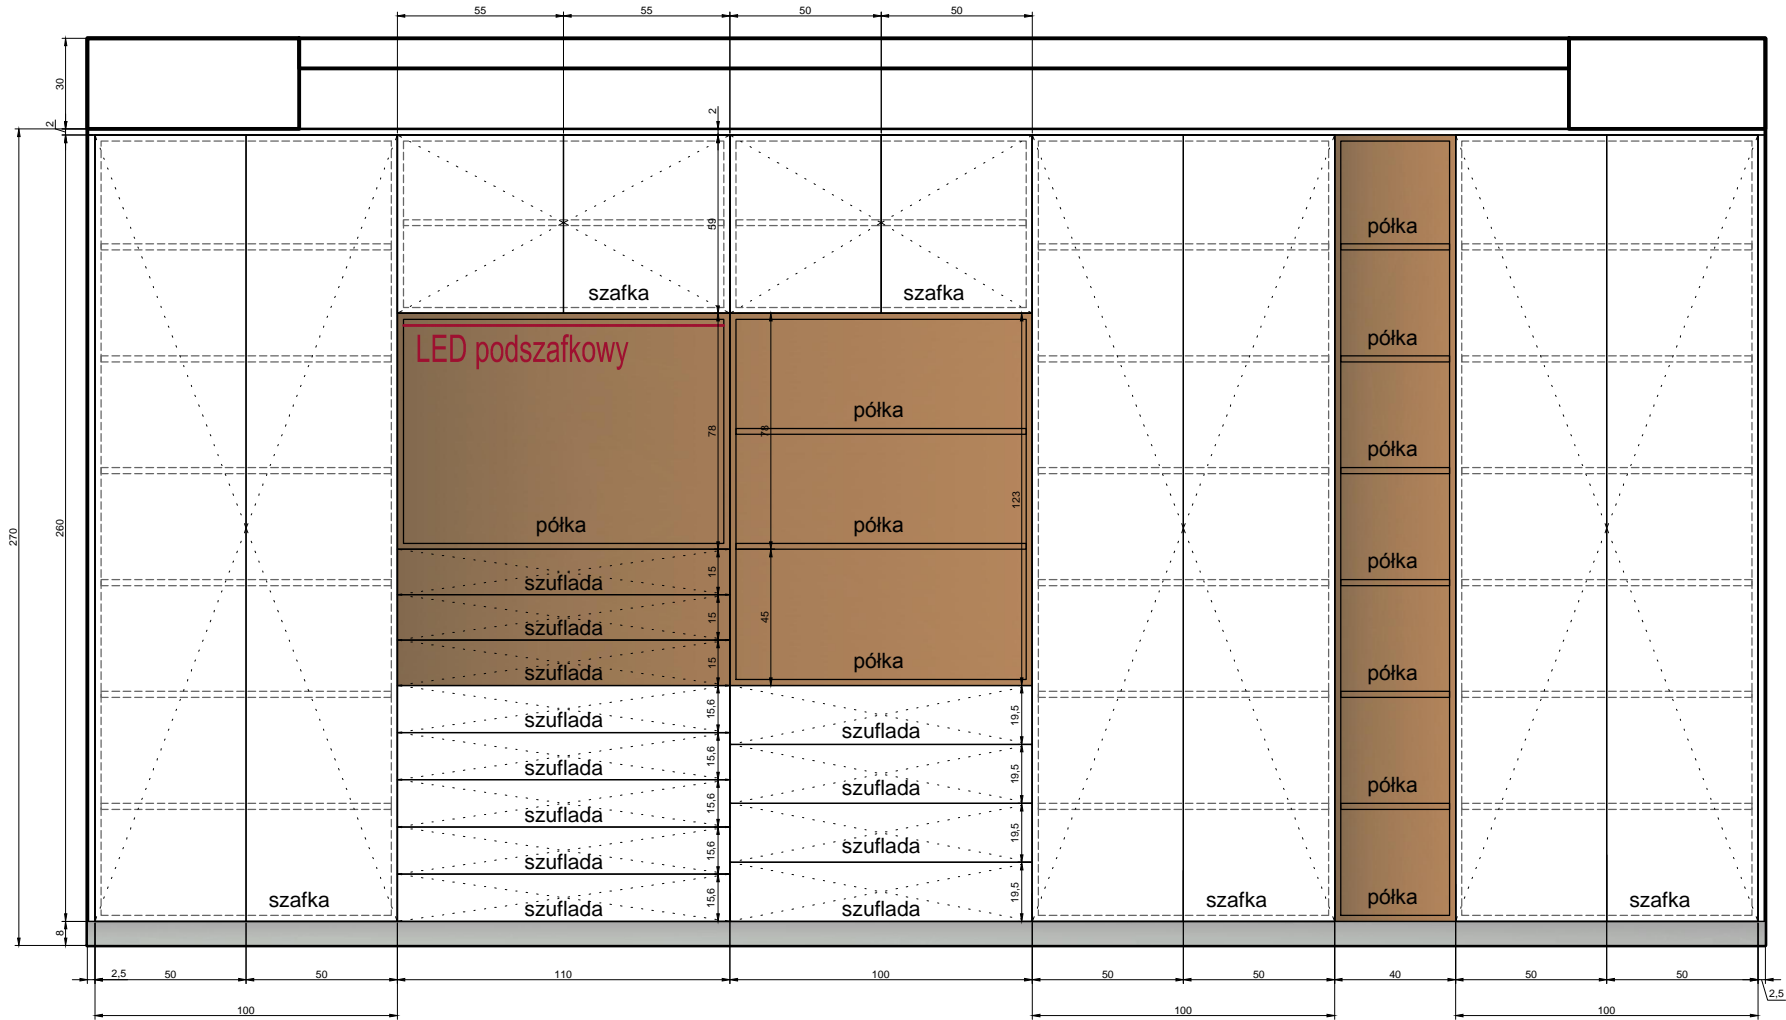 55 55 50 50
30
2
2
270
260
8
59
szafka szafka
LED podszafkowy
78 78
123
półka
półka
półka
półka
45
szuflada 15
szuflada 15
szuflada 15
szuflada 15,6
szuflada 15,6
szuflada 15,6
szuflada 15,6
szuflada 15,6
szuflada 19,5
szuflada 19,5
szuflada 19,5
szuflada 19,5
półka
półka
półka
półka
półka
półka
półka
szafka szafka szafka
2,5 50 50 110 100 50 50 40 50 50 2,5
100 100 100